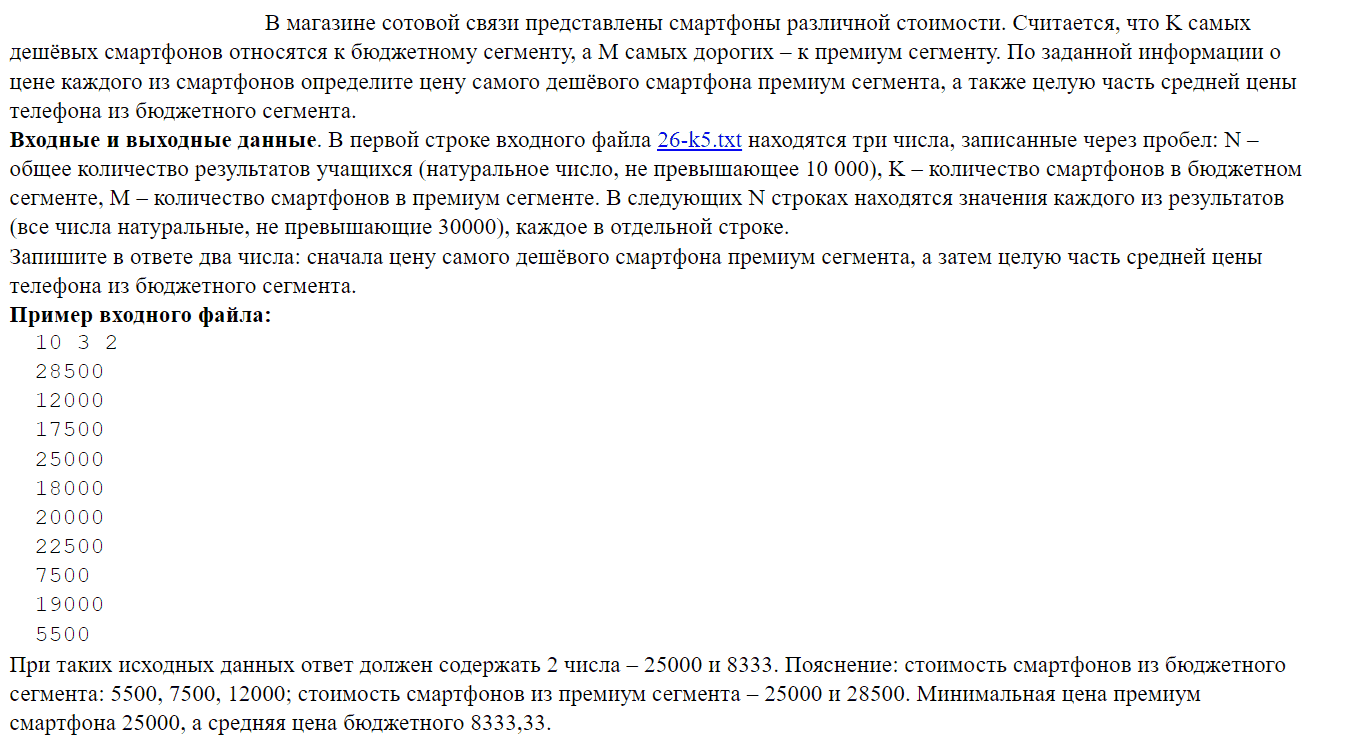 В магазине сотовой связи представлены смартфоны различной стоимости. Считается, что K самых
дешёвых смартфонов относятся к бюджетному сегменту, а M самых дорогих – к премиум сегменту. По заданной информации о
цене каждого из смартфонов определите цену самого дешёвого смартфона премиум сегмента, а также целую часть средней цены
телефона из бюджетного сегмента.
Входные и выходные данные. В первой строке входного файла 26-k5.txt находятся три числа, записанные через пробел: N –
общее количество результатов учащихся (натуральное число, не превышающее 10 000), K – количество смартфонов в бюджетном
сегменте, M – количество смартфонов в премиум сегменте. В следующих N строках находятся значения каждого из результатов
(все числа натуральные, не превышающие 30000), каждое в отдельной строке.
Запишите в ответе два числа: сначала цену самого дешёвого смартфона премиум сегмента, а затем целую часть средней цены
телефона из бюджетного сегмента.
Пример входного файла:
10 3 2
28500
12000
17500
25000
18000
20000
22500
7500
19000
5500
При таких исходных данных ответ должен содержать 2 числа – 25000 и 8333. Пояснение: стоимость смартфонов из бюджетного
сегмента: 5500, 7500, 12000; стоимость смартфонов из премиум сегмента – 25000 и 28500. Минимальная цена премиум
смартфона 25000, а средняя цена бюджетного 8333,33.